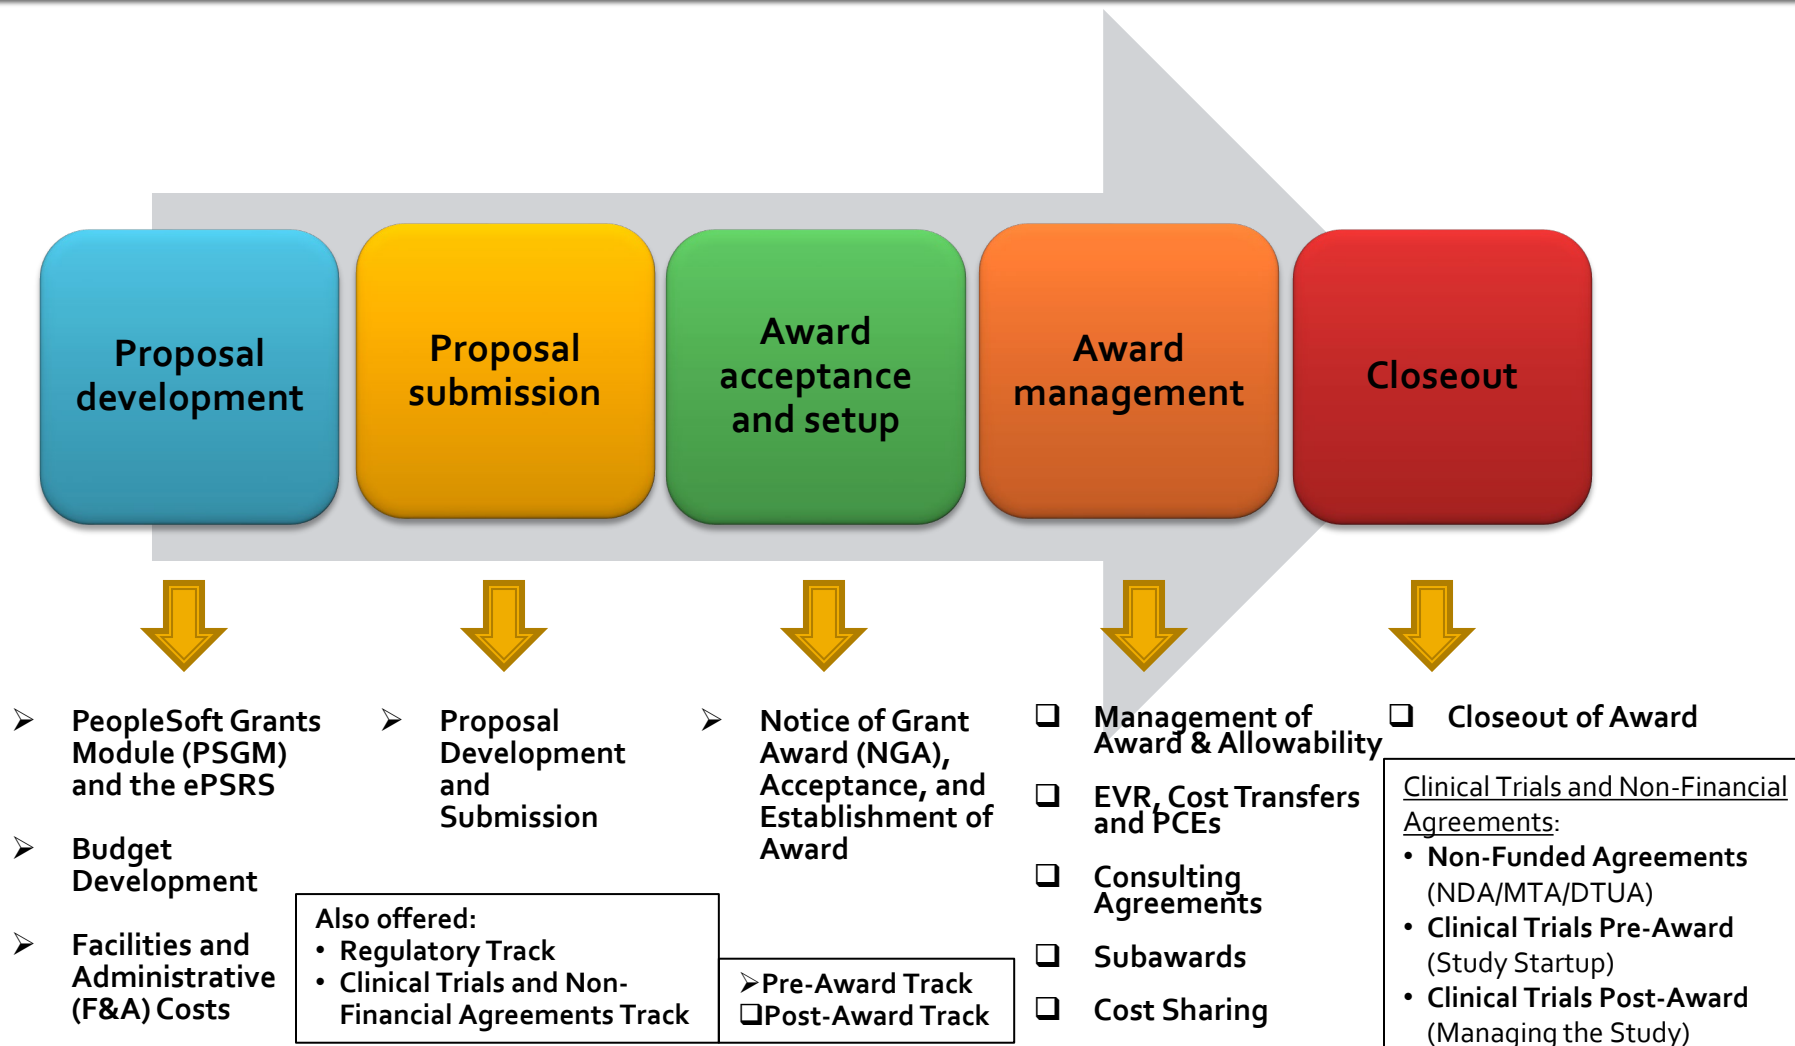 Proposal
development
Proposal
submission
Award
acceptance
and setup
Award
management
Closeout
➢ PeopleSoft Grants
Module (PSGM)
and the ePSRS
➢ Budget
Development
➢ Facilities and
Administrative
(F&A) Costs
➢ Proposal
Development
and
Submission
➢ Notice of Grant
Award (NGA),
Acceptance, and
Establishment of
Award
❑ Management of
Award & Allowability
❑ EVR, Cost Transfers
and PCEs
❑ Consulting
Agreements
❑ Subawards
❑ Cost Sharing
❑ Closeout of Award
Also offered:
• Regulatory Track
• Clinical Trials and Non-
Financial Agreements Track
➢Pre-Award Track
❑Post-Award Track
Clinical Trials and Non-Financial
Agreements:
• Non-Funded Agreements
(NDA/MTA/DTUA)
• Clinical Trials Pre-Award
(Study Startup)
• Clinical Trials Post-Award
(Managing the Study)